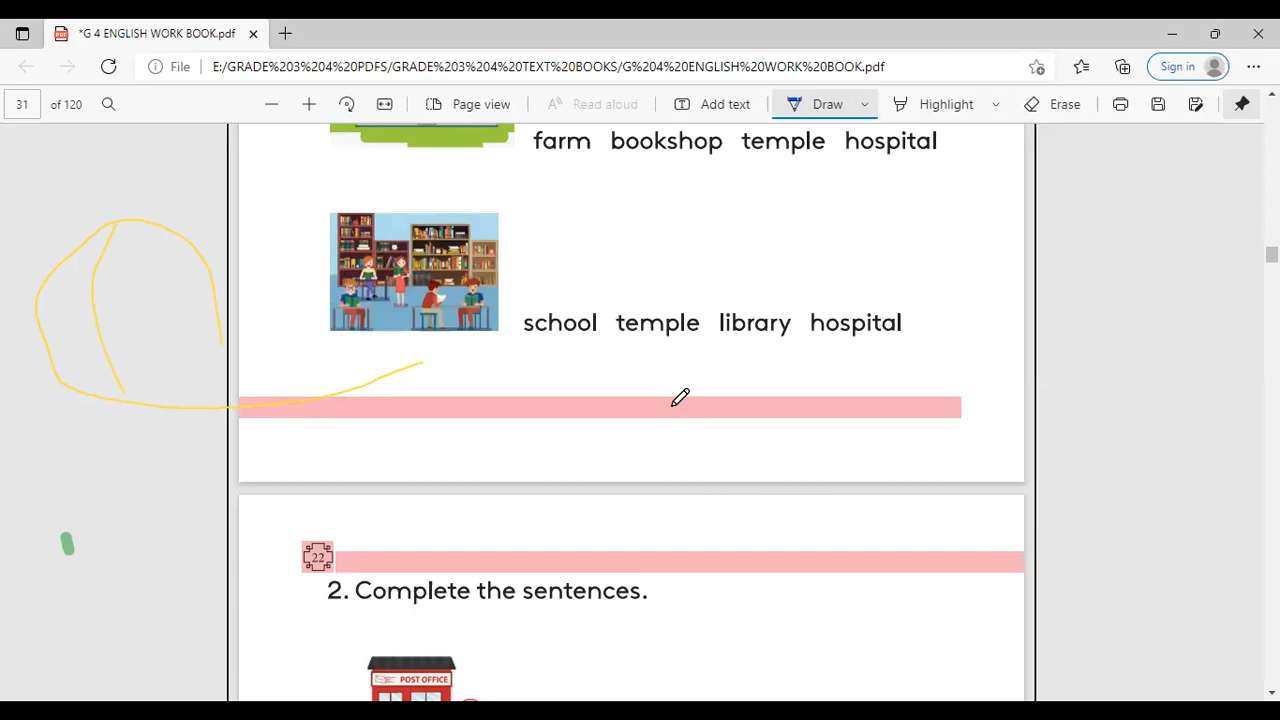 *G 4 ENGLISH WORK BOOK.pdf
File E:/GRADE%203%204%20PDFS/GRADE%203%204%20TEXT%20BOOKS/G%204%20ENGLISH%20WORK%20BOOK.pdf
Sign in
31 of 120
Page view
Read aloud
Add text
Draw
Highlight
Erase
farm bookshop temple hospital
school temple library hospital
22
2. Complete the sentences.
POST OFFICE